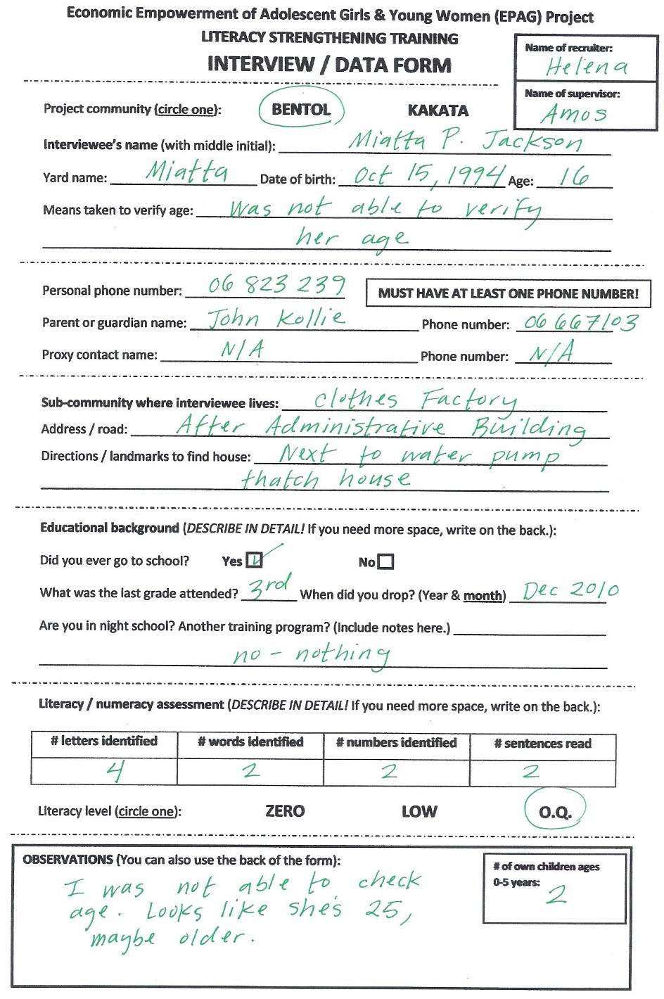 Economic Empowerment of Adolescent Girls & Young Women (EPAG) Project
LITERACY STRENGTHENING TRAINING
INTERVIEW / DATA FORM
Name of recruiter:
Helena
Name of supervisor:
Amos
Project community (circle one): BENTOL KAKATA
Interviewee's name (with middle initial): Miatta P. Jackson
Yard name: Miatta Date of birth: Oct 15, 1994 Age: 16
Means taken to verify age: Was not able to verify
her age
Personal phone number: 06 823 239 MUST HAVE AT LEAST ONE PHONE NUMBER!
Parent or guardian name: John Kollie Phone number: 06 667103
Proxy contact name: N/A Phone number: N/A
Sub-community where interviewee lives: Clothes Factory
Address / road: After Administrative Building
Directions / landmarks to find house: Next to water pump
thatch house
Educational background (DESCRIBE IN DETAIL! If you need more space, write on the back.):
Did you ever go to school? Yes No
What was the last grade attended? 3rd When did you drop? (Year & month) Dec 2010
Are you in night school? Another training program? (Include notes here.)
no - nothing
Literacy / numeracy assessment (DESCRIBE IN DETAIL! If you need more space, write on the back.):
# letters identified # words identified # numbers identified # sentences read
4 2 2 2
Literacy level (circle one): ZERO LOW O.Q.
OBSERVATIONS (You can also use the back of the form):
I was not able to check
age. Looks like she's 25,
maybe older.
# of own children ages
0-5 years:
2